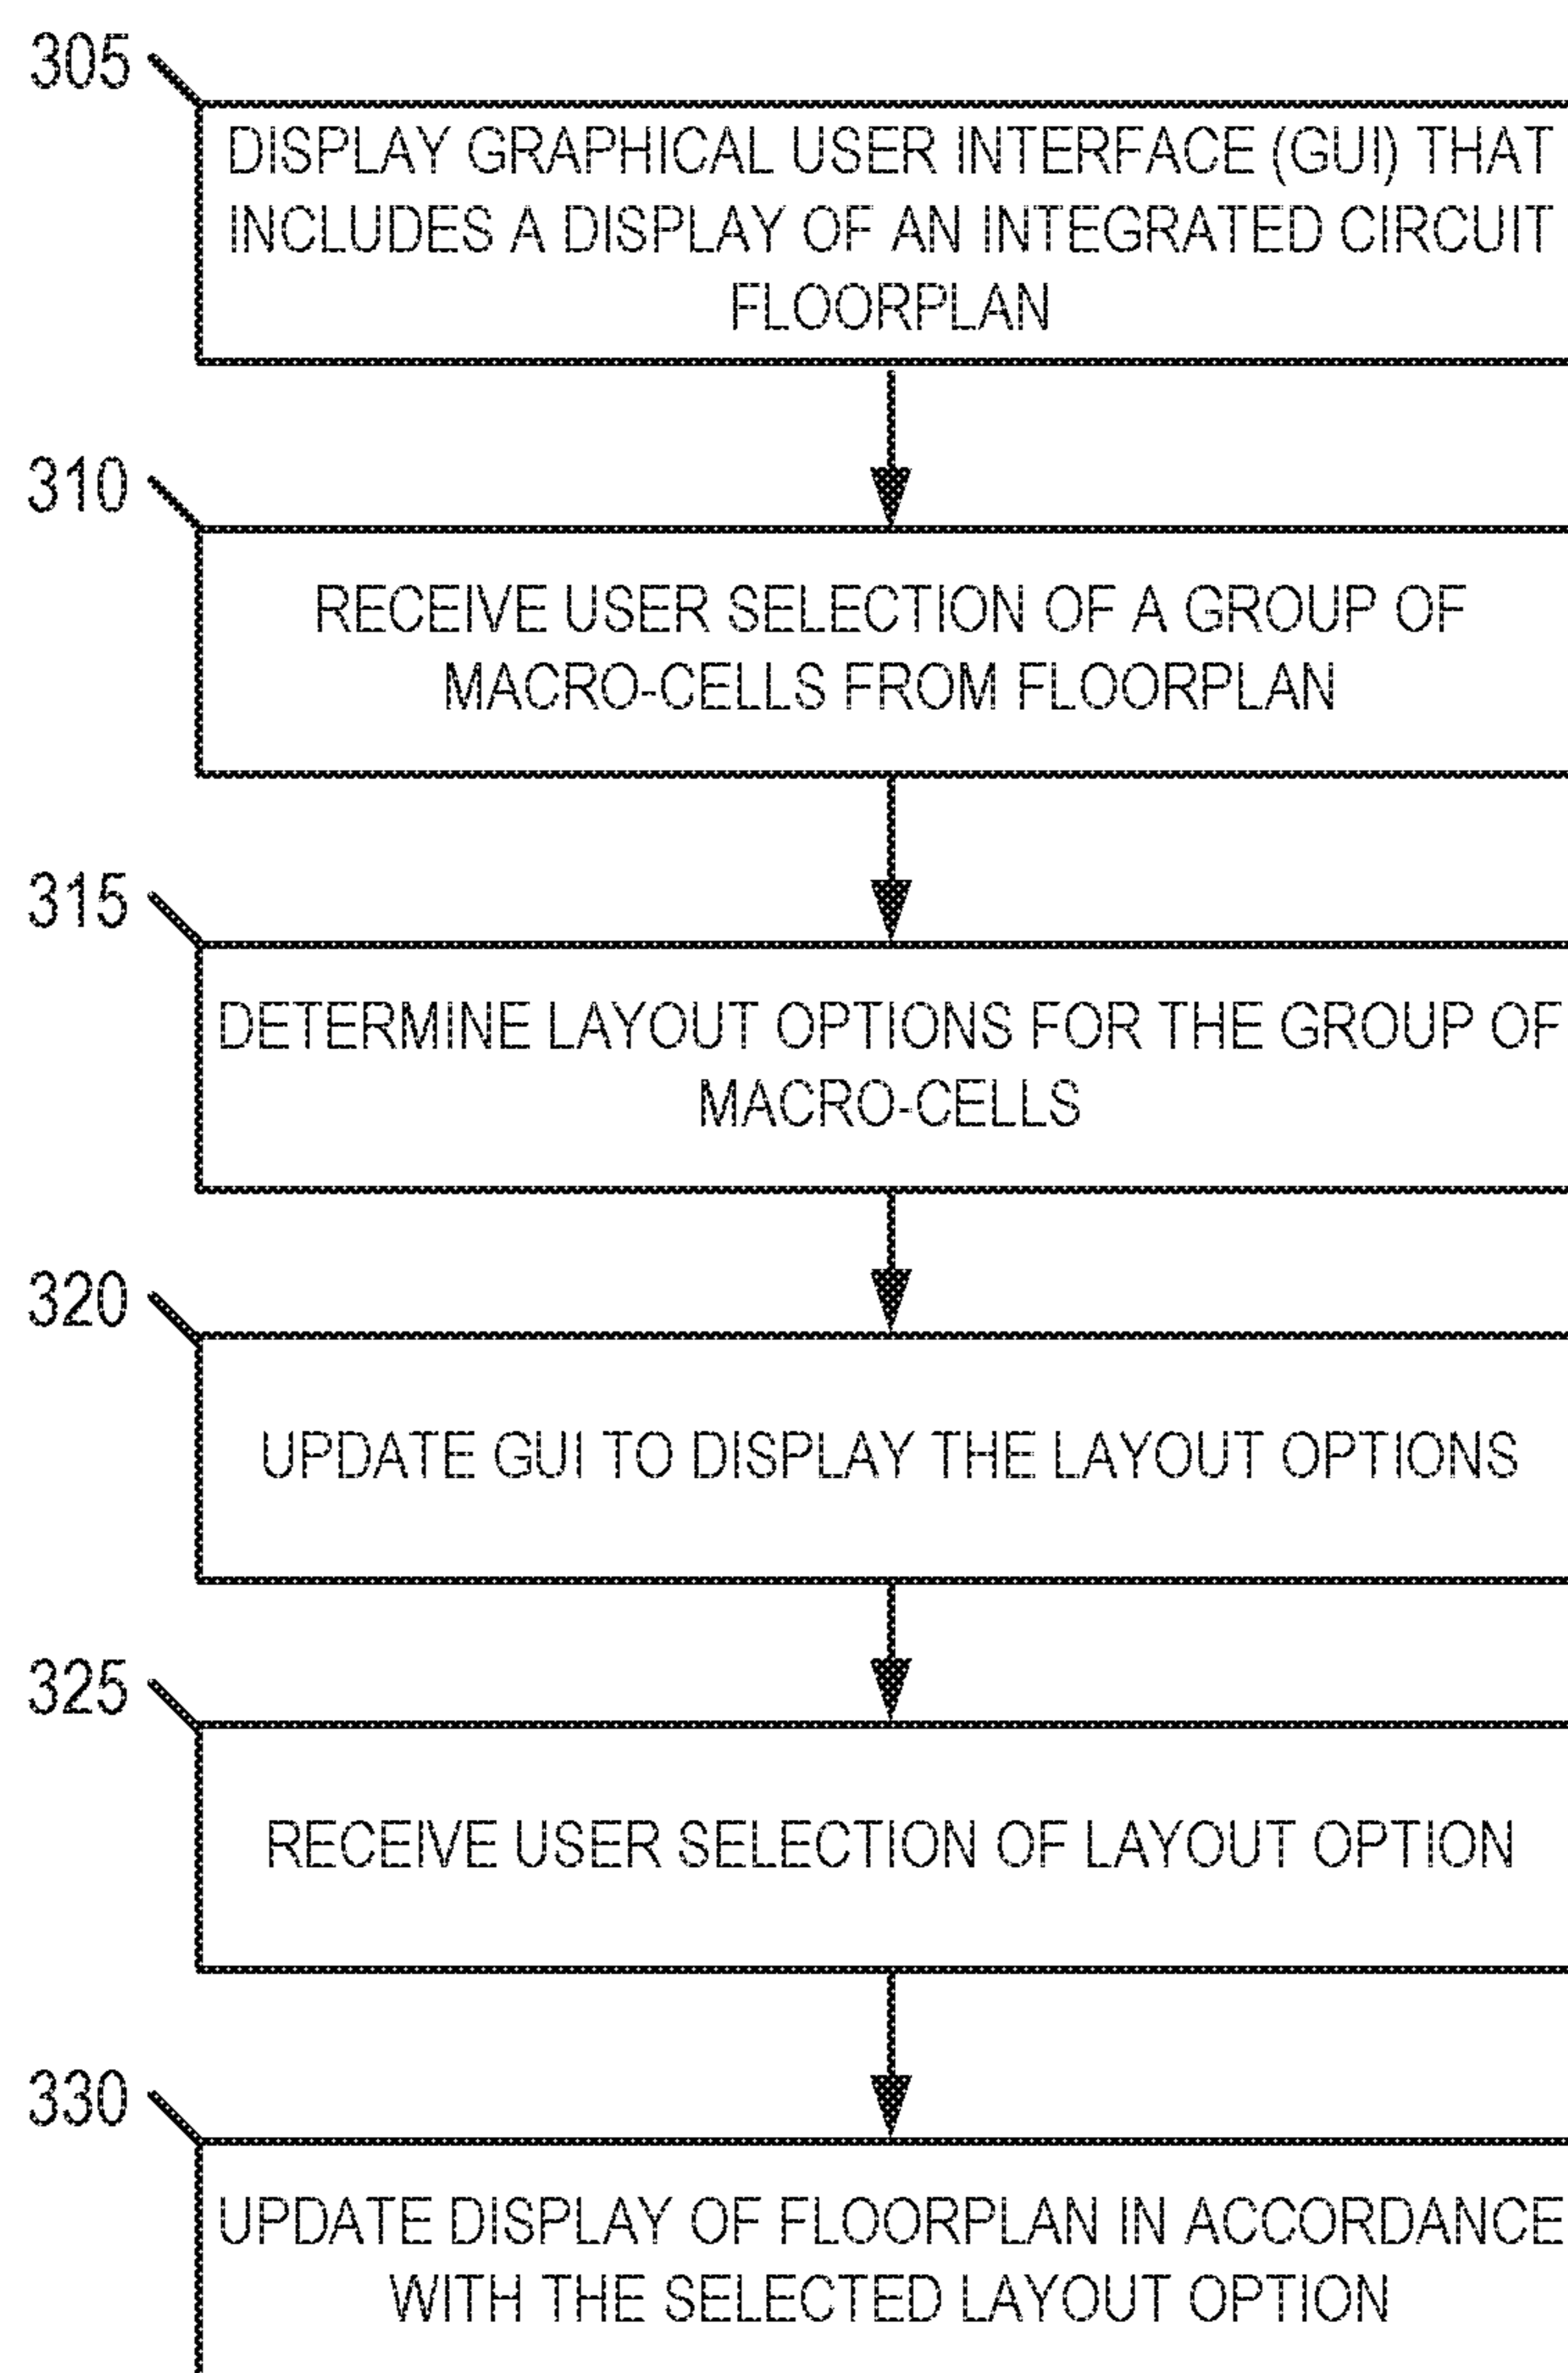 305
DISPLAY GRAPHICAL USER INTERFACE (GUI) THAT
INCLUDES A DISPLAY OF AN INTEGRATED CIRCUIT
FLOORPLAN
310
RECEIVE USER SELECTION OF A GROUP OF
MACRO-CELLS FROM FLOORPLAN
315
DETERMINE LAYOUT OPTIONS FOR THE GROUP OF
MACRO-CELLS
320
UPDATE GUI TO DISPLAY THE LAYOUT OPTIONS
325
RECEIVE USER SELECTION OF LAYOUT OPTION
330
UPDATE DISPLAY OF FLOORPLAN IN ACCORDANCE
WITH THE SELECTED LAYOUT OPTION